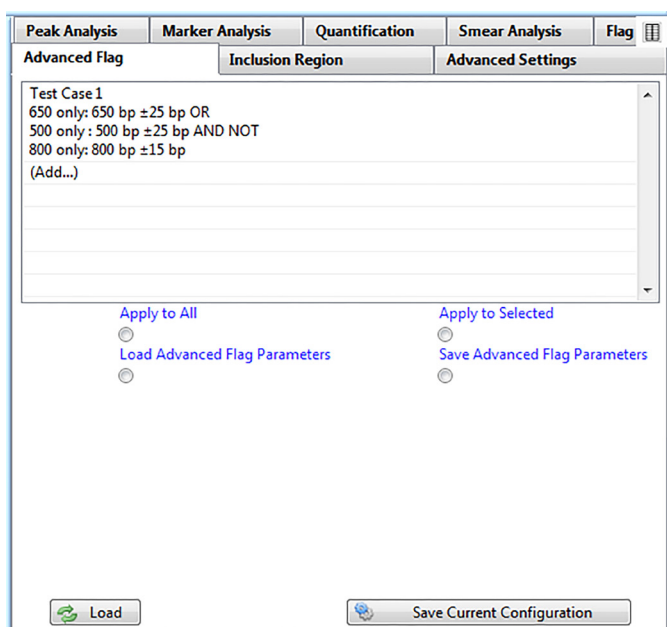 Peak Analysis Marker Analysis Quantification Smear Analysis Flag
Advanced Flag Inclusion Region Advanced Settings
Test Case 1
650 only: 650 bp ±25 bp OR
500 only : 500 bp ±25 bp AND NOT
800 only: 800 bp ±15 bp
(Add...)
Apply to All Apply to Selected
Load Advanced Flag Parameters Save Advanced Flag Parameters
Load Save Current Configuration